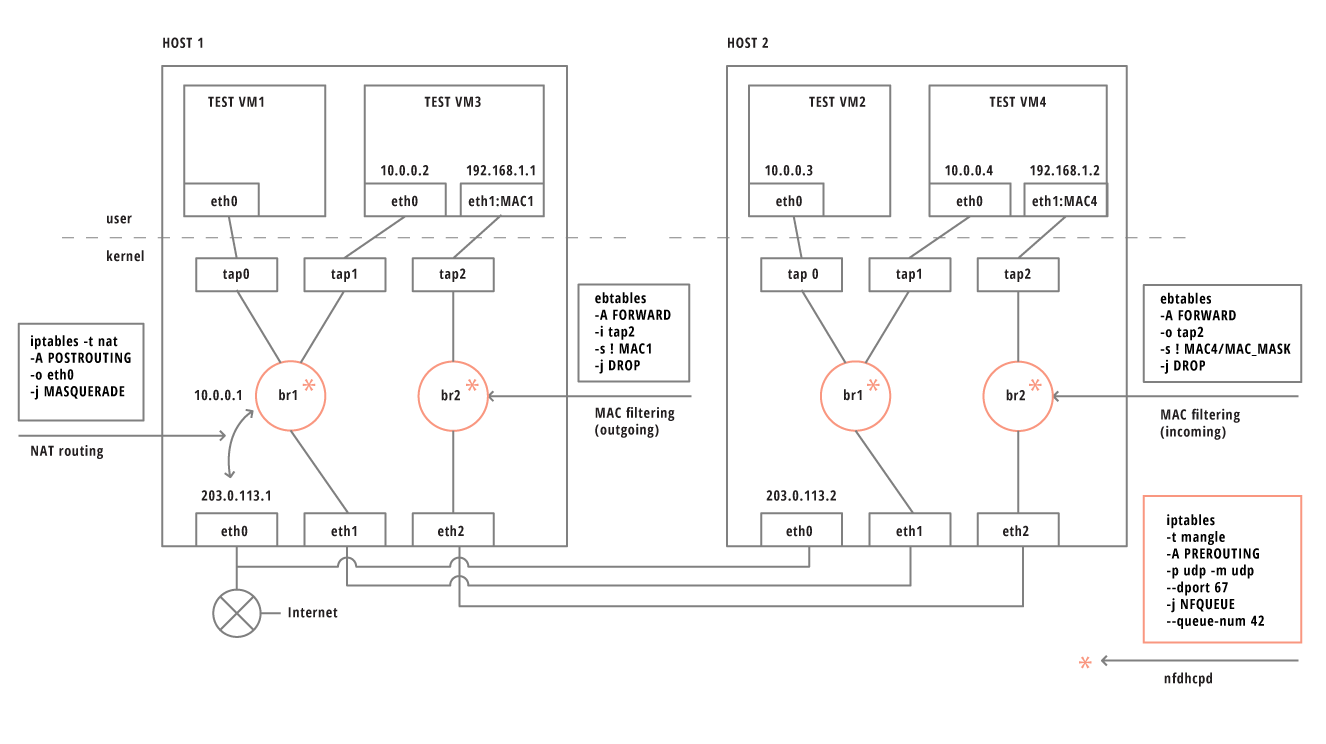 HOST 1
HOST 2
TEST VM1
TEST VM3
10.0.0.2
192.168.1.1
eth0
eth0
eth1:MAC1
TEST VM2
TEST VM4
10.0.0.3
10.0.0.4
192.168.1.2
eth0
eth0
eth1:MAC4
user
kernel
tap0
tap1
tap2
tap 0
tap1
tap2
iptables -t nat
-A POSTROUTING
-o eth0
-j MASQUERADE
NAT routing
10.0.0.1
br1
*
br2
*
ebtables
-A FORWARD
-i tap2
-s ! MAC1
-j DROP
MAC filtering
(outgoing)
br1
*
br2
*
ebtables
-A FORWARD
-o tap2
-s ! MAC4/MAC_MASK
-j DROP
MAC filtering
(incoming)
203.0.113.1
eth0
eth1
eth2
203.0.113.2
eth0
eth1
eth2
Internet
iptables
-t mangle
-A PREROUTING
-p udp -m udp
--dport 67
-j NFQUEUE
--queue-num 42
*
nfdhcpd